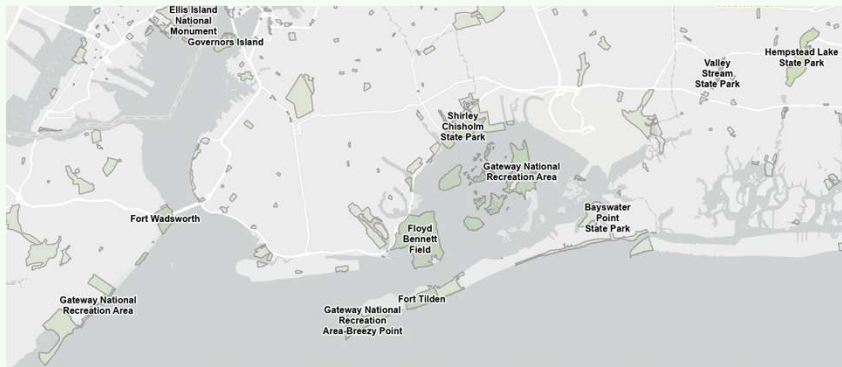 Ellis Island
National
Monument
Governors Island
Hempstead Lake
State Park
Valley
Stream
State Park
Shirley
Chisholm
State Park
Gateway National
Recreation Area
Fort Wadsworth
Floyd
Bennett
Field
Bayswater
Point
State Park
Gateway National
Recreation Area
Fort Tilden
Gateway National
Recreation
Area-Breezy Point